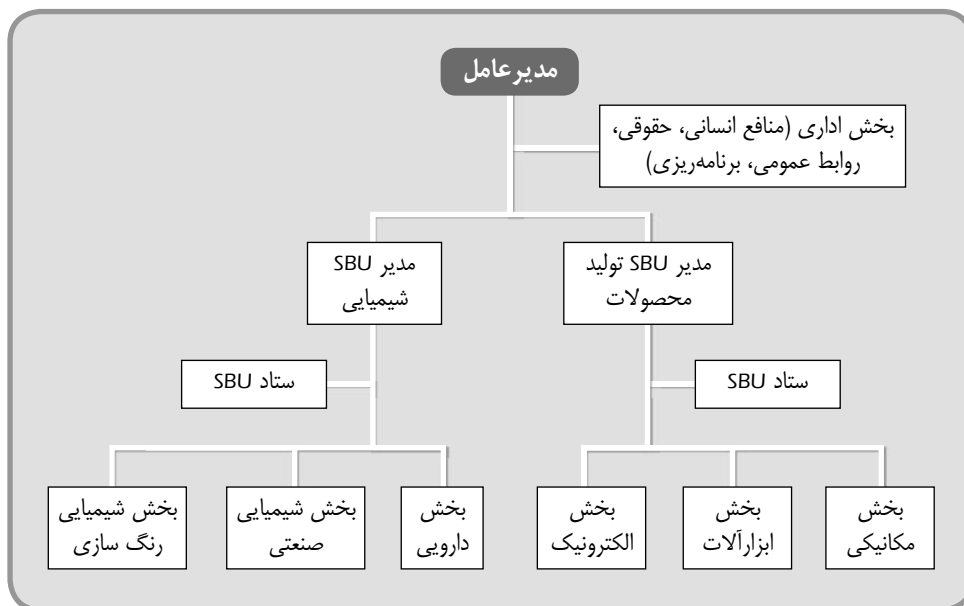 مدیرعامل
بخش اداری (منافع انسانی، حقوقی،
روابط عمومی، برنامه‌ریزی)
مدیر SBU تولید
محصولات
مدیر SBU
شیمیایی
ستاد SBU
ستاد SBU
بخش
مکانیکی
بخش
ابزارآلات
بخش
الکترونیک
بخش
دارویی
بخش شیمیایی
صنعتی
بخش شیمیایی
رنگ سازی